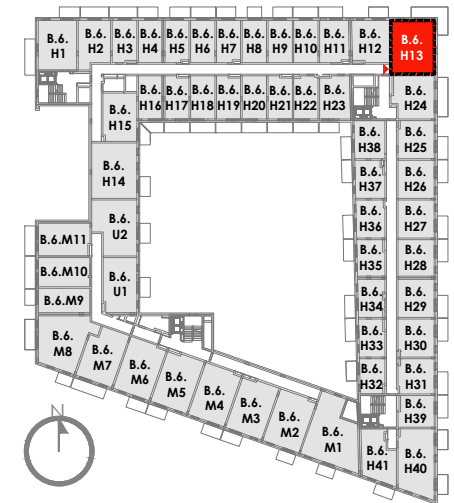 B.6.
H1
B.6.
H2
B.6.
H3
B.6.
H4
B.6.
H5
B.6.
H6
B.6.
H7
B.6.
H8
B.6.
H9
B.6.
H10
B.6.
H11
B.6.
H12
B.6.
H13
B.6.
H15
B.6.
H16
B.6.
H17
B.6.
H18
B.6.
H19
B.6.
H20
B.6.
H21
B.6.
H22
B.6.
H23
B.6.
H24
B.6.
H38
B.6.
H25
B.6.
H14
B.6.
H37
B.6.
H26
B.6.
U2
B.6.
H36
B.6.
H27
B.6.M11
B.6.
H35
B.6.
H28
B.6.M10
B.6.
U1
B.6.
H34
B.6.
H29
B.6.M9
B.6.
H33
B.6.
H30
B.6.
M8
B.6.
M7
B.6.
M6
B.6.
M5
B.6.
M4
B.6.
M3
B.6.
M2
B.6.
M1
B.6.
H32
B.6.
H31
B.6.
H39
B.6.
H41
B.6.
H40
N